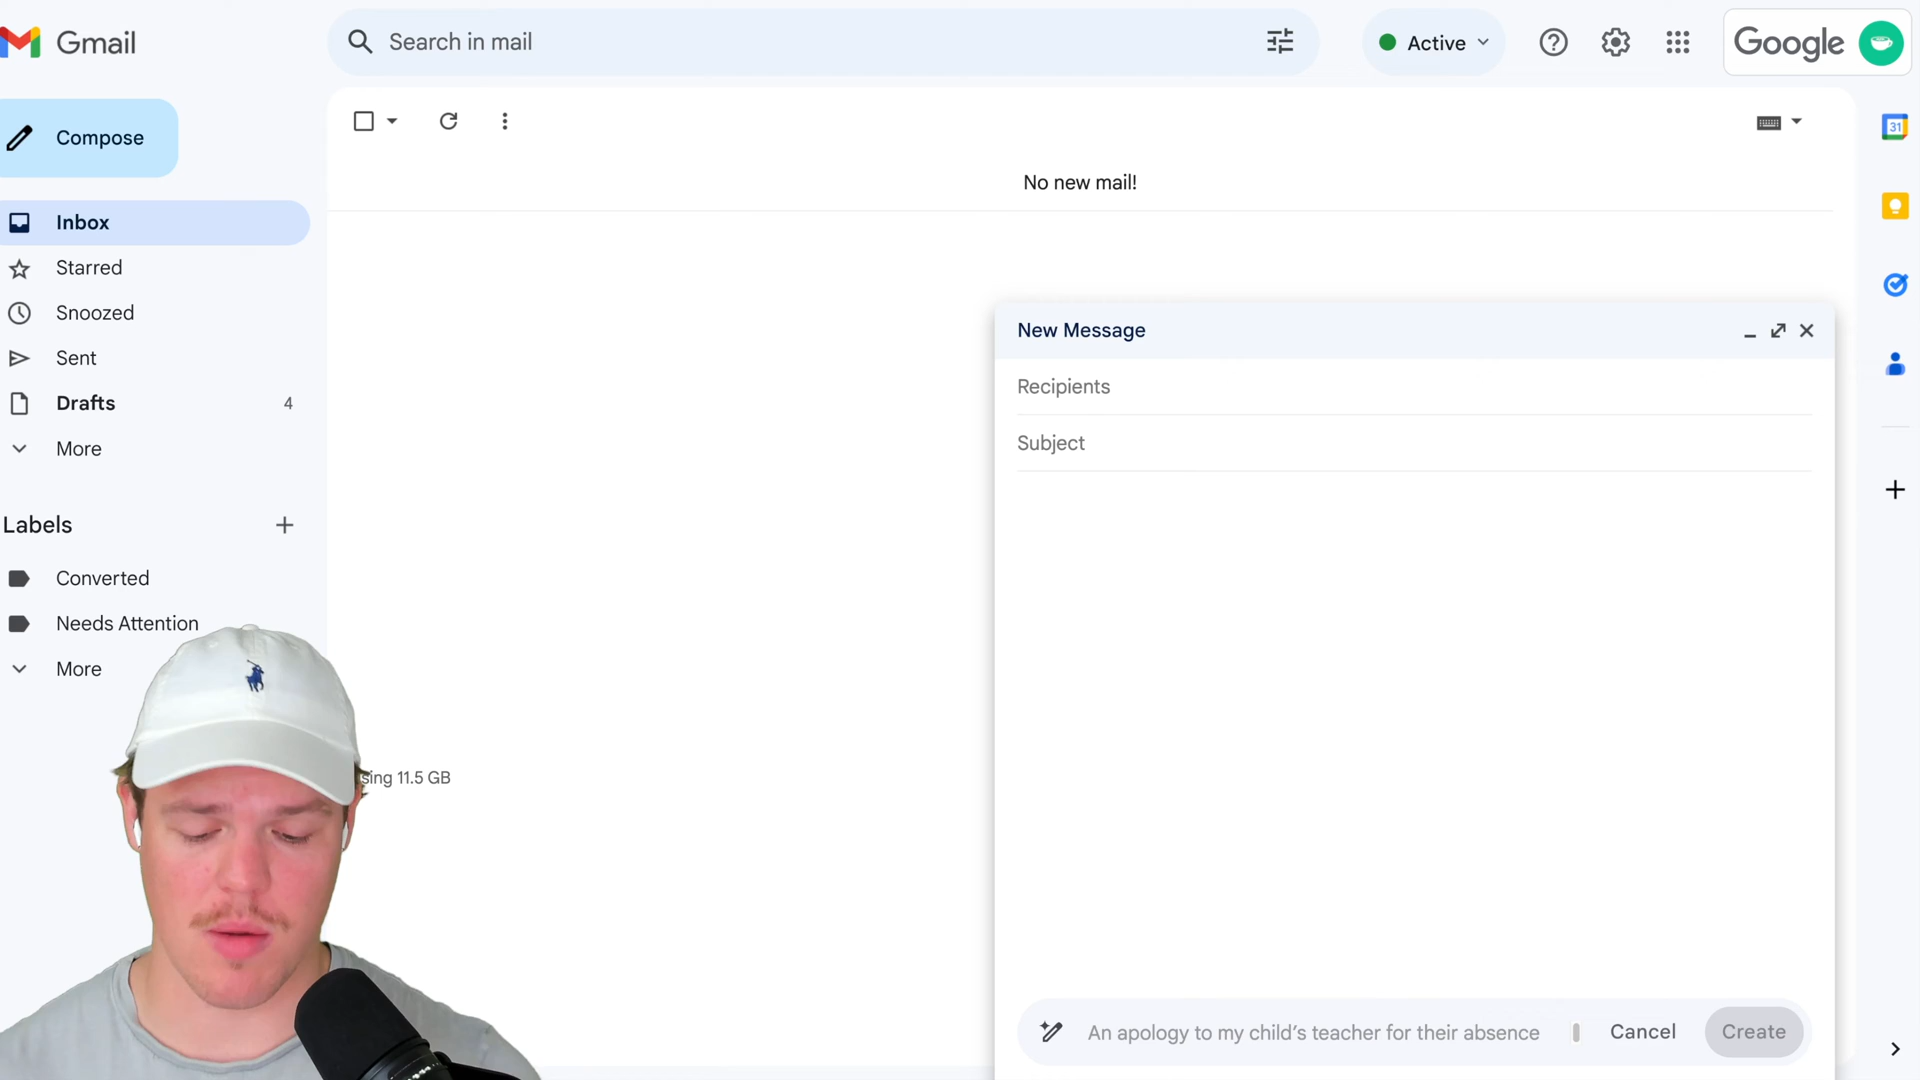 Gmail
Search in mail
Active
Google
Compose
No new mail!
31
Inbox
Starred
Snoozed
Sent
Drafts 4
More
Labels
Converted
Needs Attention
More
sing 11.5 GB
New Message
Recipients
Subject
An apology to my child's teacher for their absence
Cancel
Create